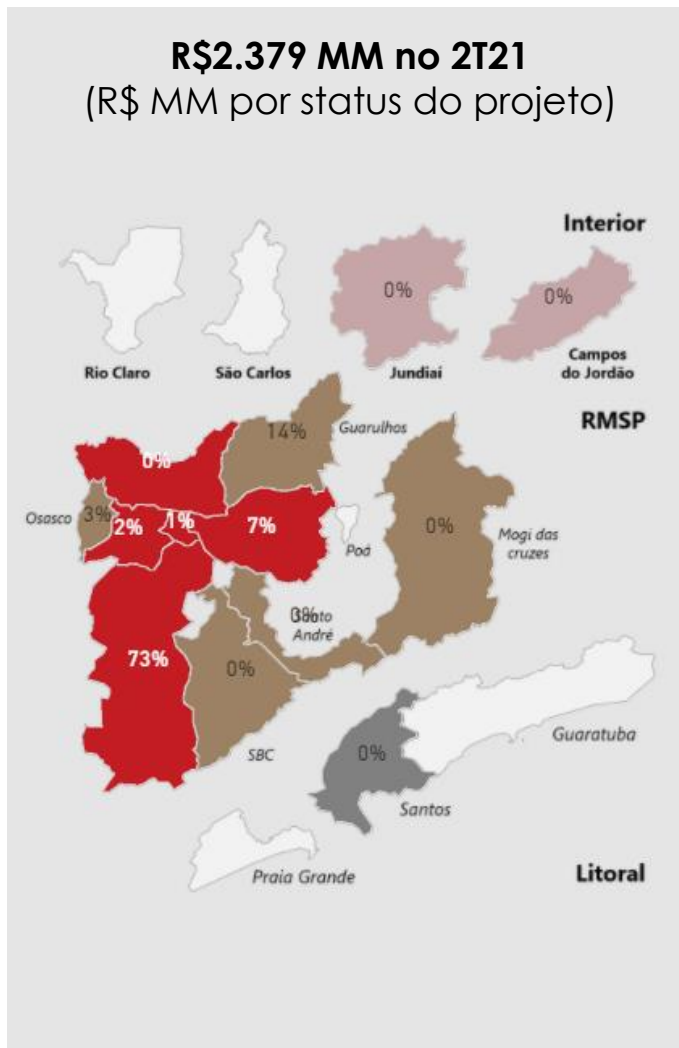 R$2.379 MM no 2T21
(R$ MM por status do projeto)
Interior
0%
0%
Rio Claro
São Carlos
Jundiaí
Campos
do Jordão
RMSP
14%
Guarulhos
0%
Osasco
3%
2%
1%
7%
Poá
0%
Mogi das
cruzes
0%
Santo
André
73%
0%
SBC
Guaratuba
0%
Santos
Praia Grande
Litoral